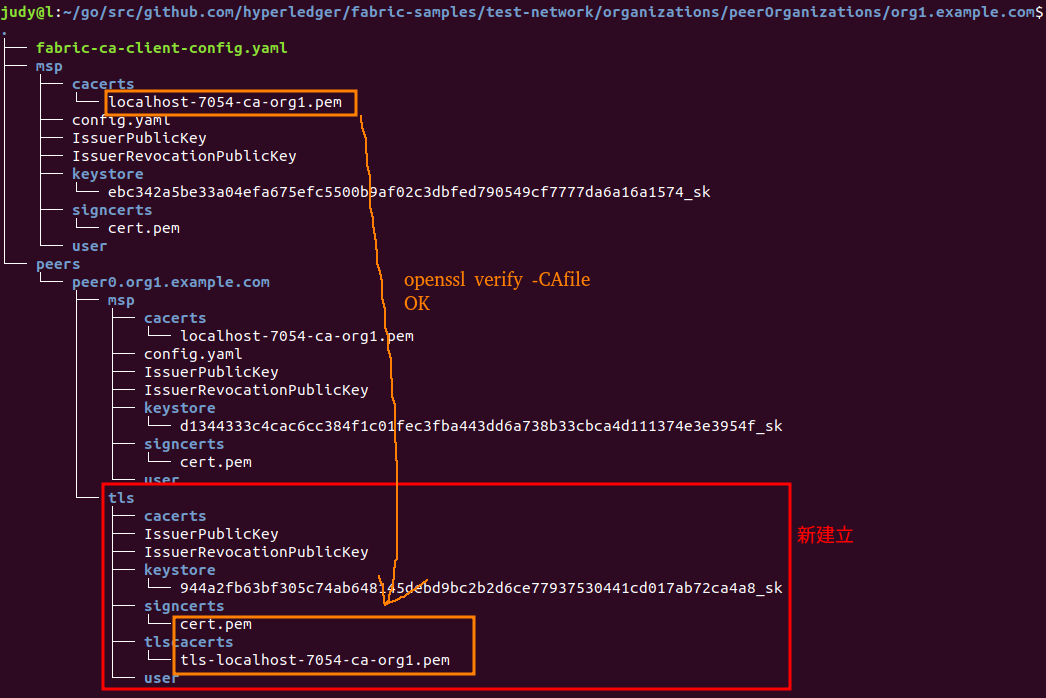 judy@l:~/go/src/github.com/hyperledger/fabric-samples/test-network/organizations/peerOrganizations/org1.example.com$
.
fabric-ca-client-config.yaml
msp
cacerts
localhost-7054-ca-org1.pem
config.yaml
IssuerPublicKey
IssuerRevocationPublicKey
keystore
ebc342a5be33a04efa675efc5500b9af02c3dbfed790549cf7777da6a16a1574_sk
signcerts
cert.pem
user
peers
peer0.org1.example.com
openssl verify -CAfile
OK
msp
cacerts
localhost-7054-ca-org1.pem
config.yaml
IssuerPublicKey
IssuerRevocationPublicKey
keystore
d1344333c4cac6cc384f1c01fec3fba443dd6a738b33cbca4d111374e3e3954f_sk
signcerts
cert.pem
user
tls
cacerts
IssuerPublicKey
新建立
IssuerRevocationPublicKey
keystore
944a2fb63bf305c74ab648145debd9bc2b2d6ce77937530441cd017ab72ca4a8_sk
signcerts
cert.pem
tlscacerts
tls-localhost-7054-ca-org1.pem
user